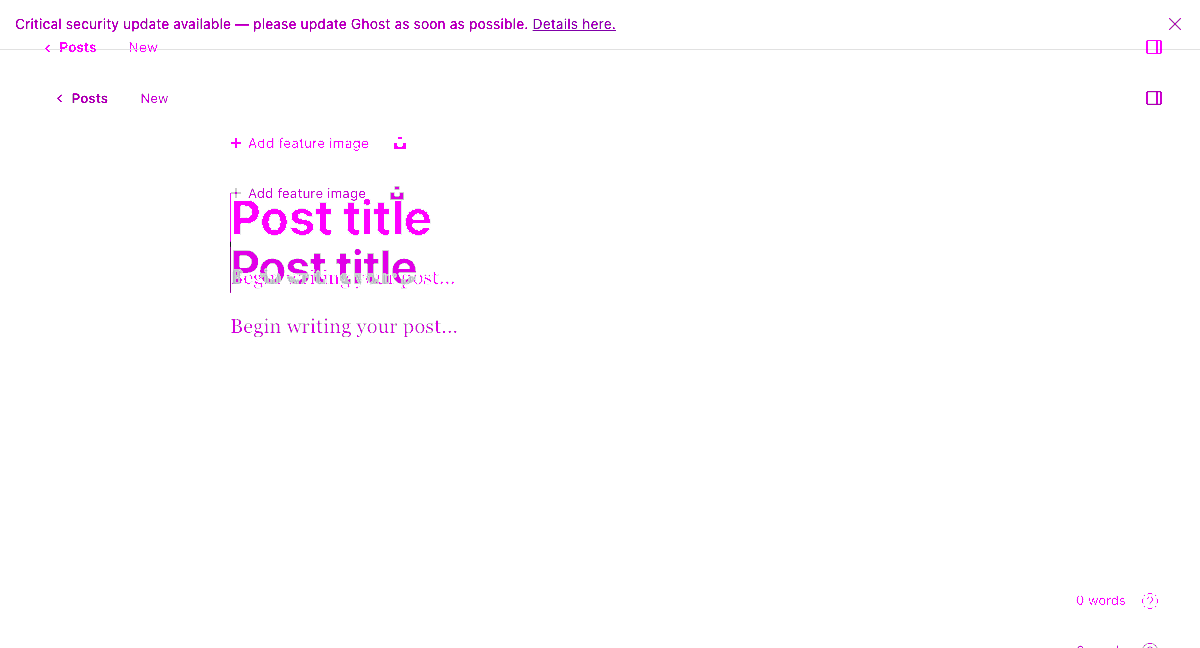 Critical security update available — please update Ghost as soon as possible. Details here.
Posts New
Posts New
Add feature image
Add feature image
Post title
Post title
Begin writing your post...
Begin writing your post...
0 words